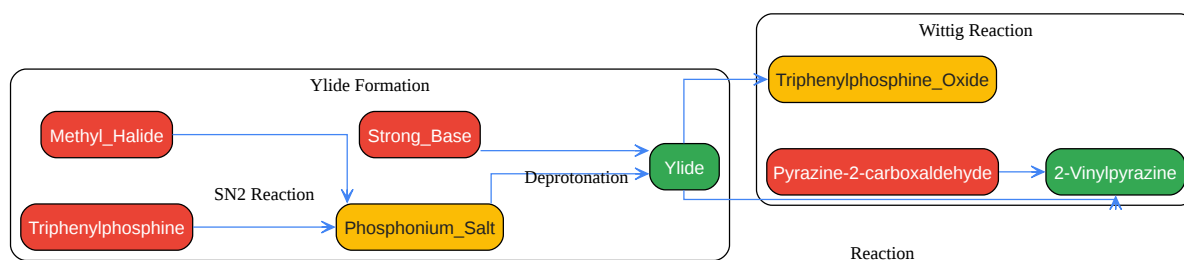 Wittig Reaction
Ylide Formation
Triphenylphosphine_Oxide
Methyl_Halide
Strong_Base
Ylide
Pyrazine-2-carboxaldehyde
2-Vinylpyrazine
SN2 Reaction
Deprotonation
Triphenylphosphine
Phosphonium_Salt
Reaction